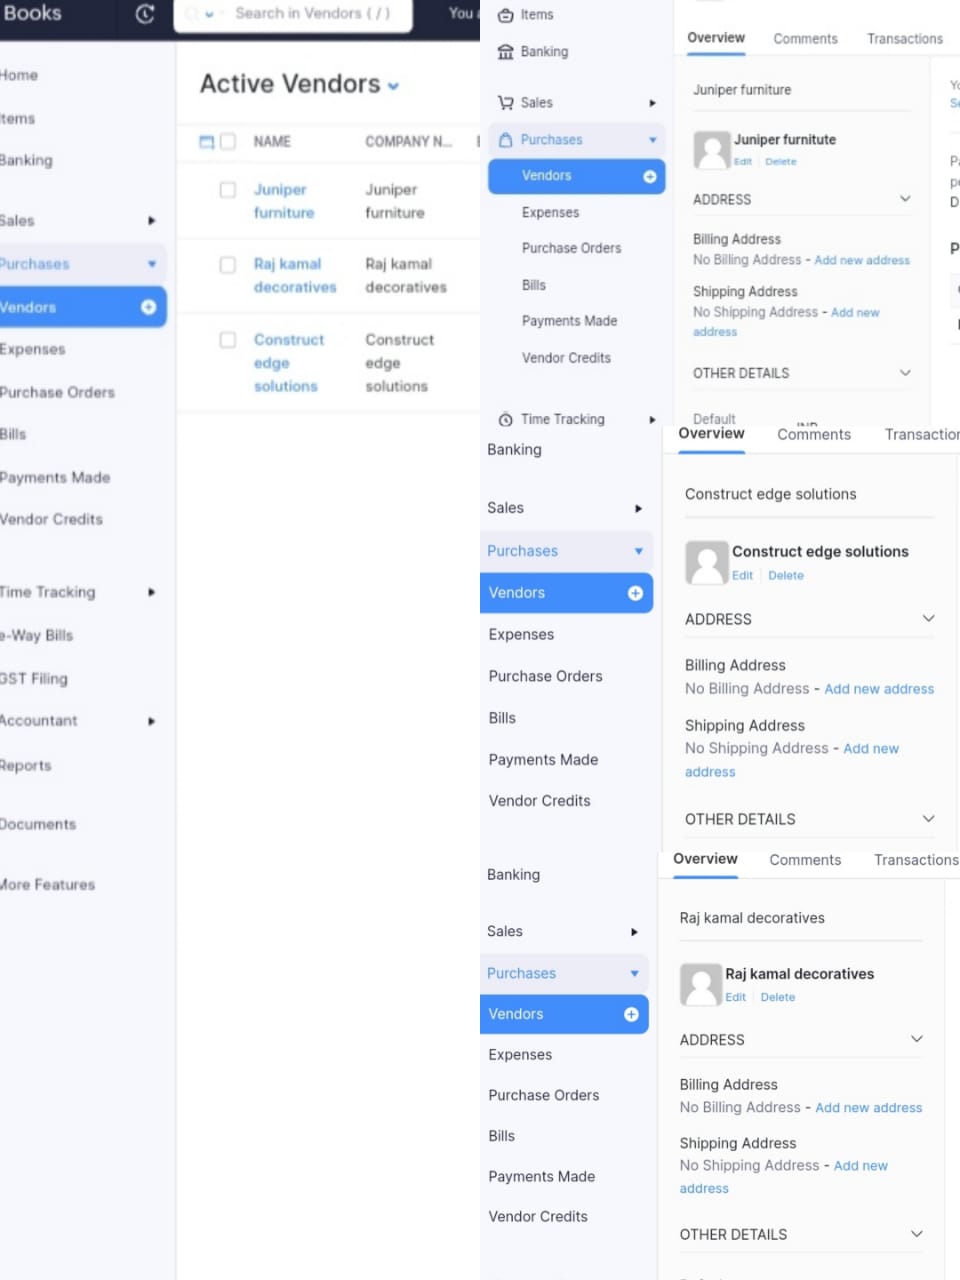 Books
Search in Vendors ( / )
You a
Home
Items
Banking
Sales
Purchases
Vendors
Expenses
Purchase Orders
Bills
Payments Made
Vendor Credits
Time Tracking
e-Way Bills
GST Filing
Accountant
Reports
Documents
More Features
Active Vendors
NAME COMPANY N...
Juniper Juniper
furniture furniture
Raj kamal Raj kamal
decoratives decoratives
Construct Construct
edge edge
solutions solutions
Items
Banking
Sales
Purchases
Vendors
Expenses
Purchase Orders
Bills
Payments Made
Vendor Credits
Time Tracking
Overview Comments Transactions
Juniper furniture
Juniper furnitute
Edit Delete
ADDRESS
Billing Address
No Billing Address - Add new address
Shipping Address
No Shipping Address - Add new
address
OTHER DETAILS
Default
INR
Banking
Sales
Purchases
Vendors
Expenses
Purchase Orders
Bills
Payments Made
Vendor Credits
Overview Comments Transaction
Construct edge solutions
Construct edge solutions
Edit Delete
ADDRESS
Billing Address
No Billing Address - Add new address
Shipping Address
No Shipping Address - Add new
address
OTHER DETAILS
Banking
Sales
Purchases
Vendors
Expenses
Purchase Orders
Bills
Payments Made
Vendor Credits
Overview Comments Transactions
Raj kamal decoratives
Raj kamal decoratives
Edit Delete
ADDRESS
Billing Address
No Billing Address - Add new address
Shipping Address
No Shipping Address - Add new
address
OTHER DETAILS